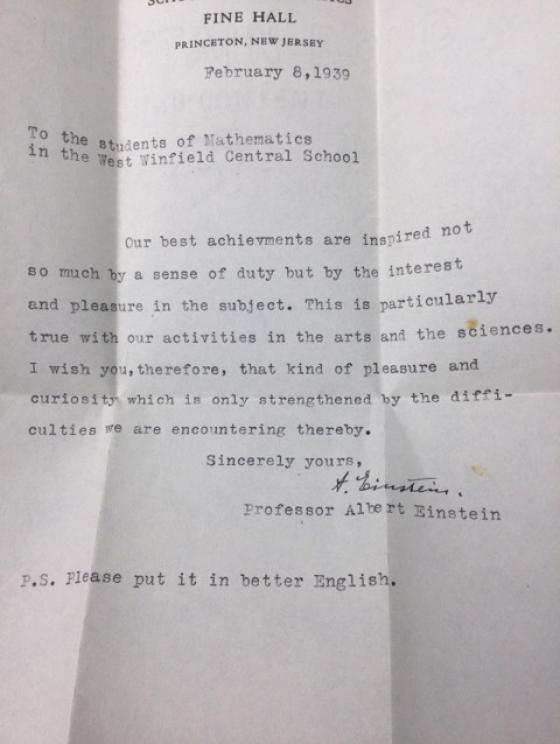 FINE HALL
PRINCETON, NEW JERSEY
February 8,1939
To the students of Mathematics
in the West Winfield Central School
Our best achievments are inspired not
so much by a sense of duty but by the interest
and pleasure in the subject. This is particularly
true with our activities in the arts and the sciences.
I wish you,therefore, that kind of pleasure and
curiosity which is only strengthened by the diffi-
culties we are encountering thereby.
Sincerely yours,
A. Einstein.
Professor Albert Einstein
P.S. Please put it in better English.